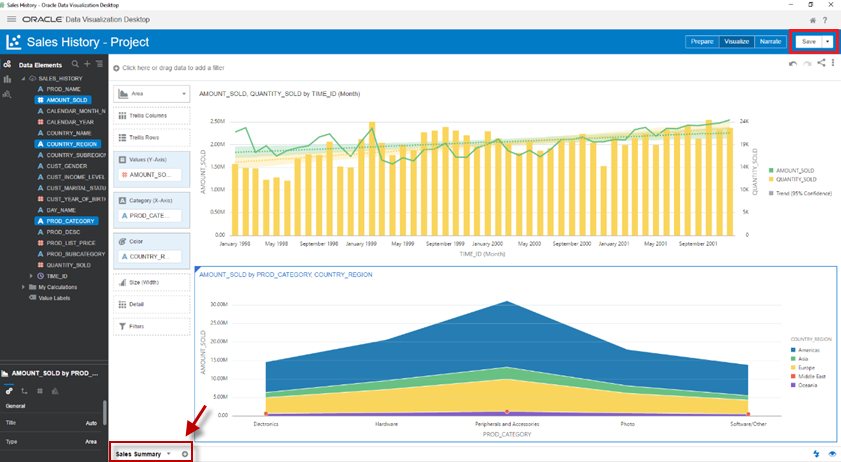 Sales History - Oracle Data Visualization Desktop
ORACLE Data Visualization Desktop
?
Sales History - Project
Prepare
Visualize
Narrate
Save
Data Elements
SALES_HISTORY
PROD_NAME
AMOUNT_SOLD
CALENDAR_MONTH_N
CALENDAR_YEAR
COUNTRY_NAME
COUNTRY_REGION
COUNTRY_SUBREGION
CUST_GENDER
CUST_INCOME_LEVEL
CUST_MARITAL_STATU
CUST_YEAR_OF_BIRTH
DAY_NAME
PROD_CATEGORY
PROD_DESC
PROD_LIST_PRICE
PROD_SUBCATEGORY
QUANTITY_SOLD
TIME_ID
My Calculations
Value Labels
AMOUNT_SOLD by PROD_...
General
Title Auto
Type Area
Click here or drag data to add a filter
Area
Trellis Columns
Trellis Rows
Values (Y-Axis)
AMOUNT_SO...
Category (X-Axis)
PROD_CATE...
Color
COUNTRY_R...
Size (Width)
Detail
Filters
AMOUNT_SOLD, QUANTITY_SOLD by TIME_ID (Month)
AMOUNT_SOLD
2.50M
2.00M
1.50M
1.00M
0.50M
0.00
24K
19K
14K
10K
5K
0
QUANTITY_SOLD
January 1998
May 1998
September 1998
January 1999
May 1999
September 1999
January 2000
May 2000
September 2000
January 2001
May 2001
September 2001
TIME_ID (Month)
AMOUNT_SOLD
QUANTITY_SOLD
Trend (95% Confidence)
AMOUNT_SOLD by PROD_CATEGORY, COUNTRY_REGION
AMOUNT_SOLD
30.00M
25.00M
20.00M
15.00M
10.00M
5.00M
0.00
Electronics
Hardware
Peripherals and Accessories
Photo
Software/Other
PROD_CATEGORY
COUNTRY_REGION
Americas
Asia
Europe
Middle East
Oceania
Sales Summary